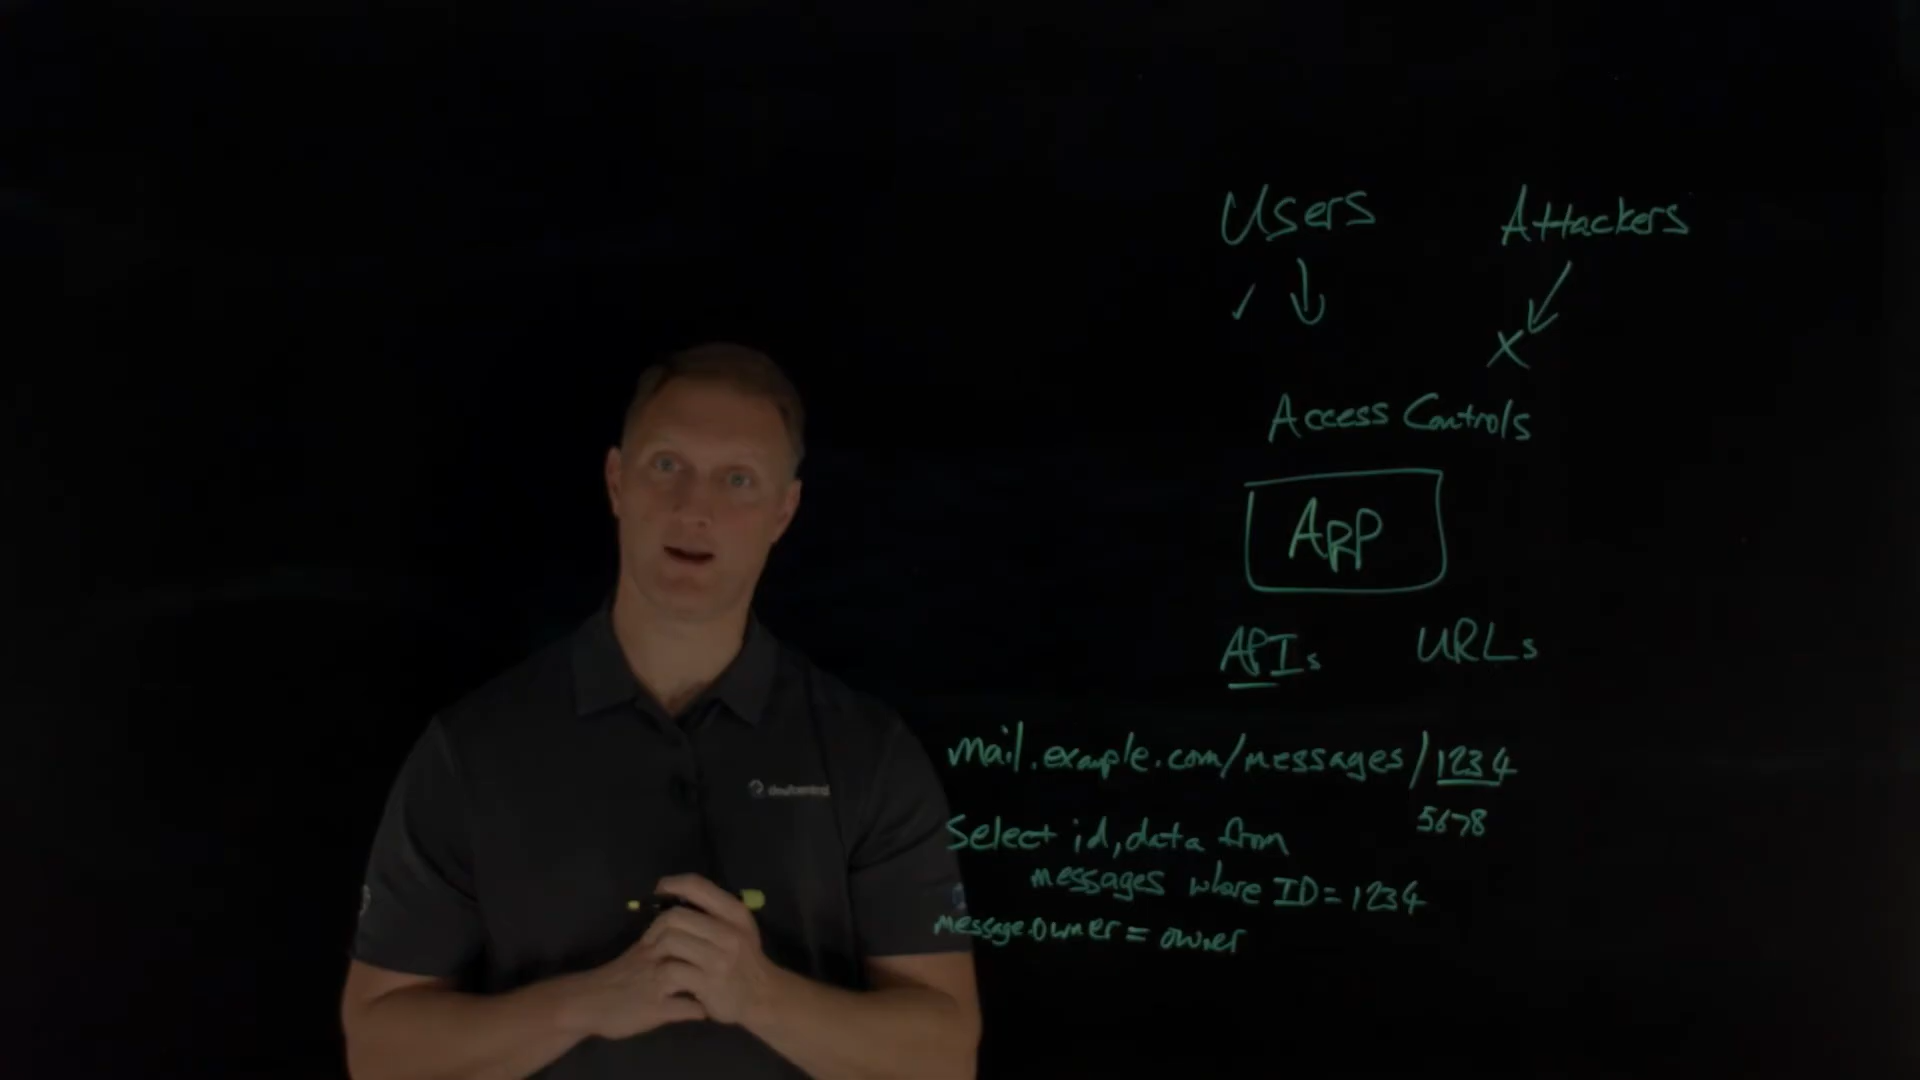 Users Attackers
✓ X
Access Controls
APP
APIs URLs
mail.example.com/messages/1234
5678
Select id, data from
messages where ID = 1234
message.owner = owner
devcentral